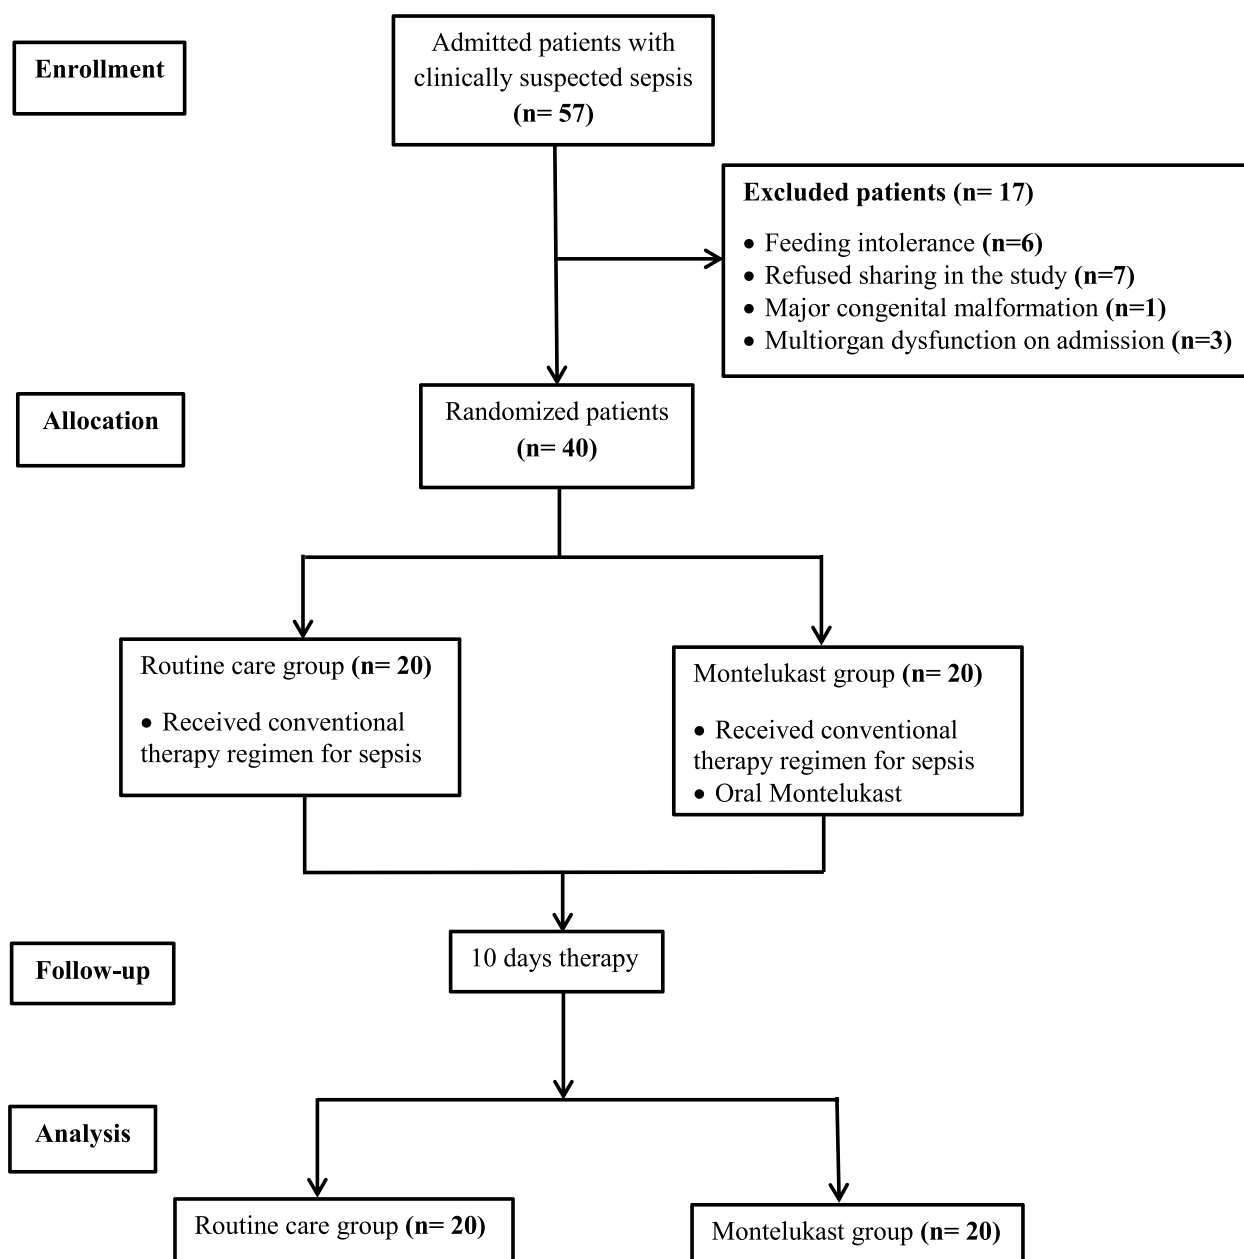 Enrollment
Admitted patients with
clinically suspected sepsis
(n= 57)
Excluded patients (n= 17)
• Feeding intolerance (n=6)
• Refused sharing in the study (n=7)
• Major congenital malformation (n=1)
• Multiorgan dysfunction on admission (n=3)
Allocation
Randomized patients
(n= 40)
Routine care group (n= 20)
• Received conventional
therapy regimen for sepsis
Montelukast group (n= 20)
• Received conventional
therapy regimen for sepsis
• Oral Montelukast
Follow-up
10 days therapy
Analysis
Routine care group (n= 20)
Montelukast group (n= 20)